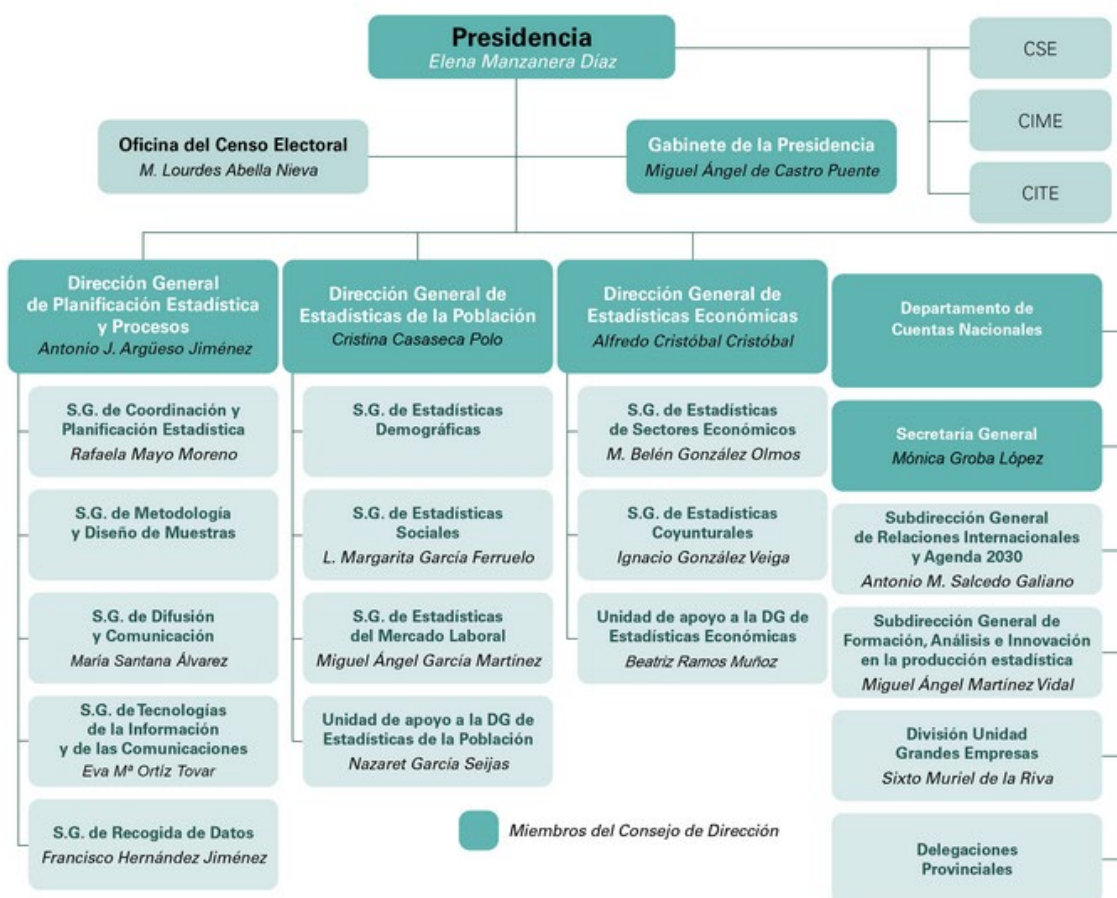 Presidencia
Elena Manzanera Díaz
CSE
CIME
CITE
Oficina del Censo Electoral
M. Lourdes Abella Nieva
Gabinete de la Presidencia
Miguel Ángel de Castro Puente
Dirección General
de Planificación Estadística
y Procesos
Antonio J. Argüeso Jiménez
S.G. de Coordinación y
Planificación Estadística
Rafaela Mayo Moreno
S.G. de Metodología
y Diseño de Muestras
S.G. de Difusión
y Comunicación
María Santana Álvarez
S.G. de Tecnologías
de la Información
y de las Comunicaciones
Eva Mª Ortíz Tovar
S.G. de Recogida de Datos
Francisco Hernández Jiménez
Dirección General de
Estadísticas de la Población
Cristina Casaseca Polo
S.G. de Estadísticas
Demográficas
S.G. de Estadísticas
Sociales
L. Margarita García Ferruelo
S.G. de Estadísticas
del Mercado Laboral
Miguel Ángel García Martínez
Unidad de apoyo a la DG de
Estadísticas de la Población
Nazaret García Seijas
Dirección General de
Estadísticas Económicas
Alfredo Cristóbal Cristóbal
S.G. de Estadísticas
de Sectores Económicos
M. Belén González Olmos
S.G. de Estadísticas
Coyunturales
Ignacio González Veiga
Unidad de apoyo a la DG de
Estadísticas Económicas
Beatriz Ramos Muñoz
Departamento de
Cuentas Nacionales
Secretaría General
Mónica Groba López
Subdirección General
de Relaciones Internacionales
y Agenda 2030
Antonio M. Salcedo Galiano
Subdirección General de
Formación, Análisis e Innovación
en la producción estadística
Miguel Ángel Martínez Vidal
División Unidad
Grandes Empresas
Sixto Muriel de la Riva
Delegaciones
Provinciales
Miembros del Consejo de Dirección